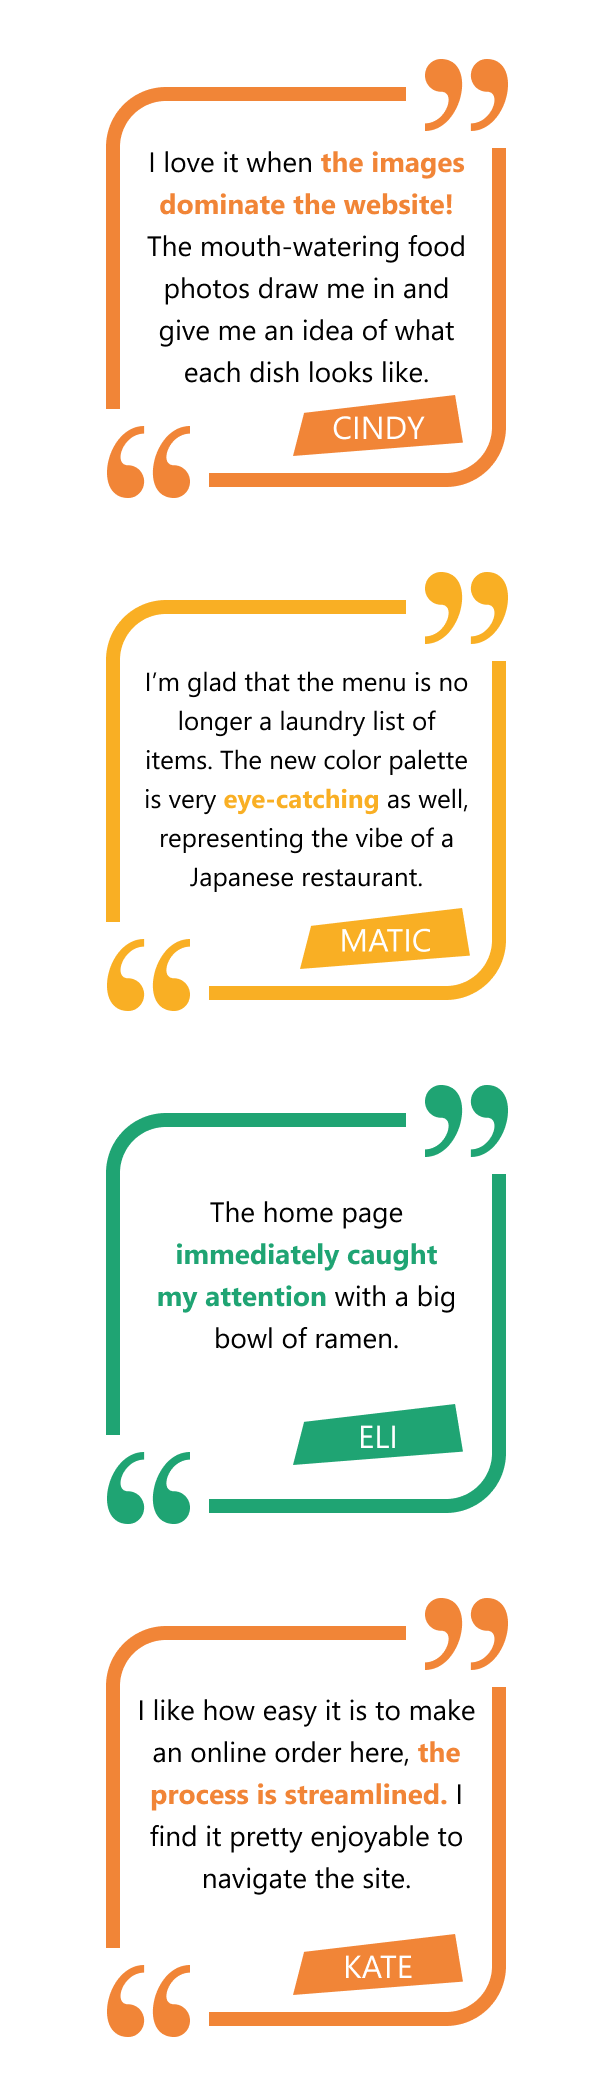 I love it when the images
dominate the website!
The mouth-watering food
photos draw me in and
give me an idea of what
each dish looks like.
CINDY
I’m glad that the menu is no
longer a laundry list of
items. The new color palette
is very eye-catching as well,
representing the vibe of a
Japanese restaurant.
MATIC
The home page
immediately caught
my attention with a big
bowl of ramen.
ELI
I like how easy it is to make
an online order here, the
process is streamlined. I
find it pretty enjoyable to
navigate the site.
KATE